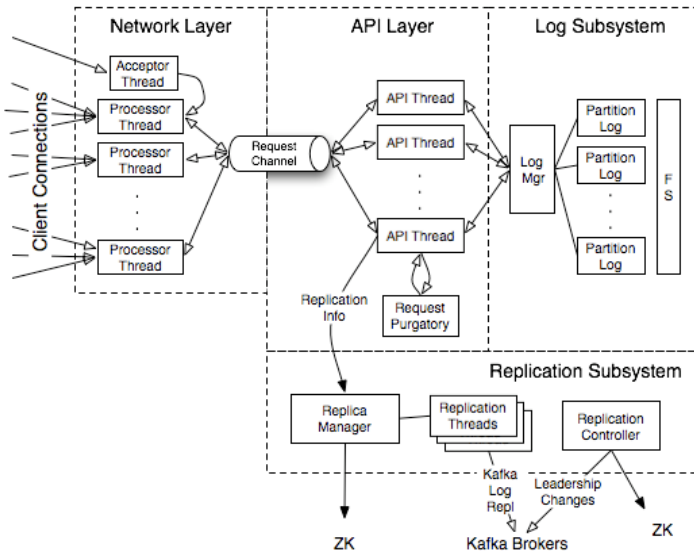 Network Layer
API Layer
Log Subsystem
Client Connections
Acceptor
Thread
Processor
Thread
Processor
Thread
Processor
Thread
Request
Channel
API Thread
API Thread
API Thread
Replication
Info
Request
Purgatory
Log
Mgr
Partition
Log
Partition
Log
Partition
Log
F
S
Replication Subsystem
Replica
Manager
Replication
Threads
Replication
Controller
Kafka
Log
Repl
Leadership
Changes
ZK
Kafka Brokers
ZK